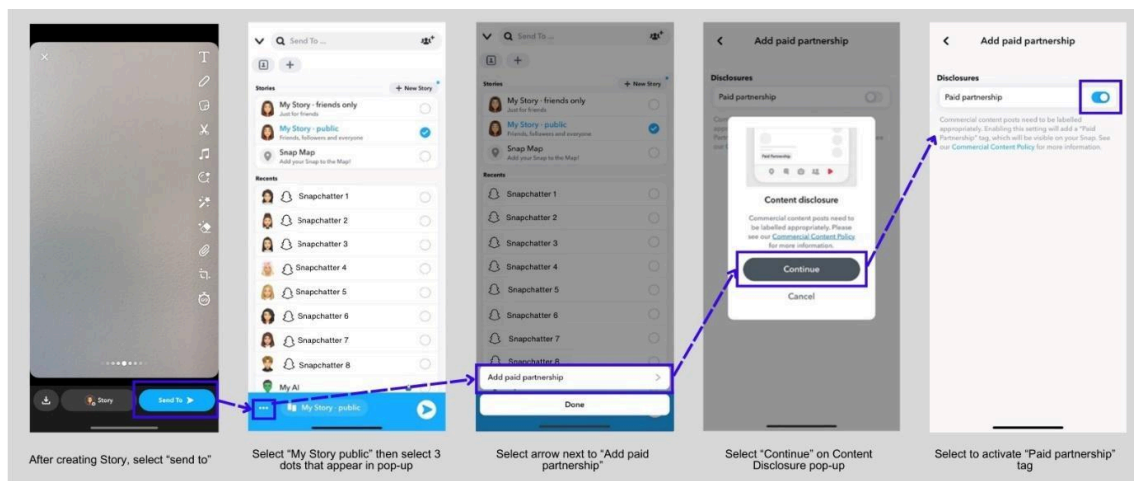 Send To
Story
After creating Story, select “send to”
Send To ...
Stories
+ New Story
My Story · friends only
Just for friends
My Story · public
Friends, followers and everyone
Snap Map
Add your Snap to the Map!
Recents
Snapchatter 1
Snapchatter 2
Snapchatter 3
Snapchatter 4
Snapchatter 5
Snapchatter 6
Snapchatter 7
Snapchatter 8
My AI
My Story · public
Select “My Story public” then select 3
dots that appear in pop-up
Send To ...
Stories
+ New Story
My Story · friends only
Just for friends
My Story · public
Friends, followers and everyone
Snap Map
Add your Snap to the Map!
Recents
Snapchatter 1
Snapchatter 2
Snapchatter 3
Snapchatter 4
Snapchatter 5
Snapchatter 6
Snapchatter 7
Snapchatter 8
Add paid partnership
Done
Select arrow next to “Add paid
partnership”
Add paid partnership
Disclosures
Paid partnership
Paid Partnership
Content disclosure
Commercial content posts need to
be labelled appropriately. Please
see our Commercial Content Policy
for more information.
Continue
Cancel
Select “Continue” on Content
Disclosure pop-up
Add paid partnership
Disclosures
Paid partnership
Commercial content posts need to be labelled
appropriately. Enabling this setting will add a “Paid
Partnership” tag, which will be visible on your Snap. See
our Commercial Content Policy for more information.
Select to activate “Paid partnership”
tag